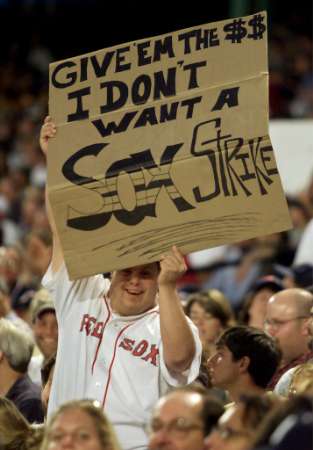 GIVE 'EM THE $$
I DON'T
WANT A
SOX STRIKE
RED SOX